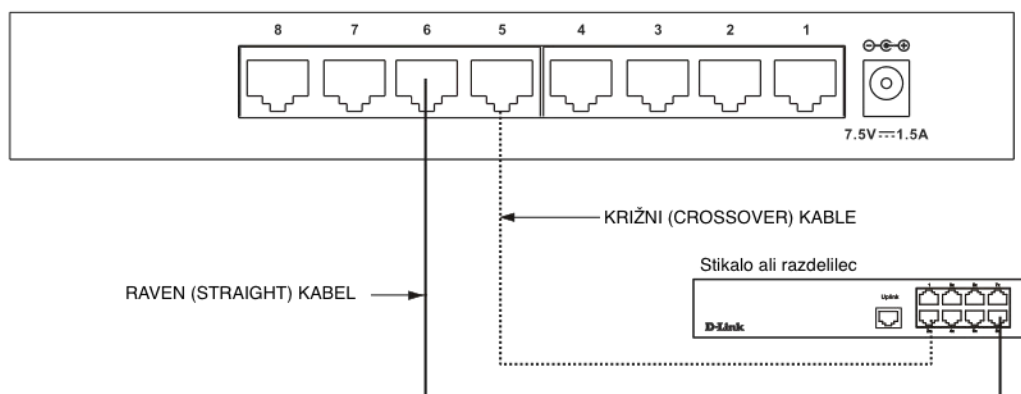 8 7 6 5 4 3 2 1
7.5V 1.5A
KRIŽNI (CROSSOVER) KABLE
Stikalo ali razdelilec
RAVEN (STRAIGHT) KABEL
Uplink
D-Link